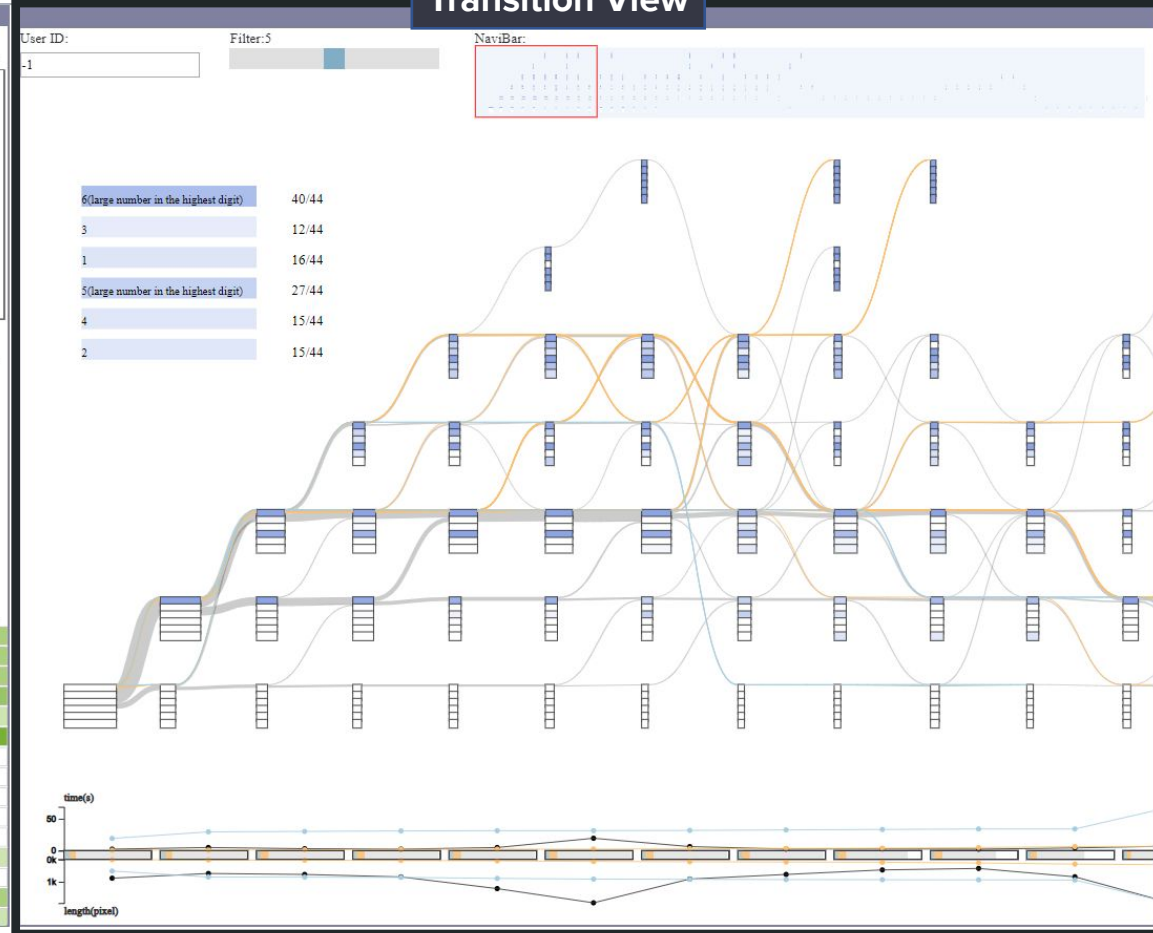 Transition View
User ID:
Filter:5
NaviBar:
-1
6(large number in the highest digit) 40/44
3 12/44
1 16/44
5(large number in the highest digit) 27/44
4 15/44
2 15/44
time(s)
50
0
0k
1k
length(pixel)